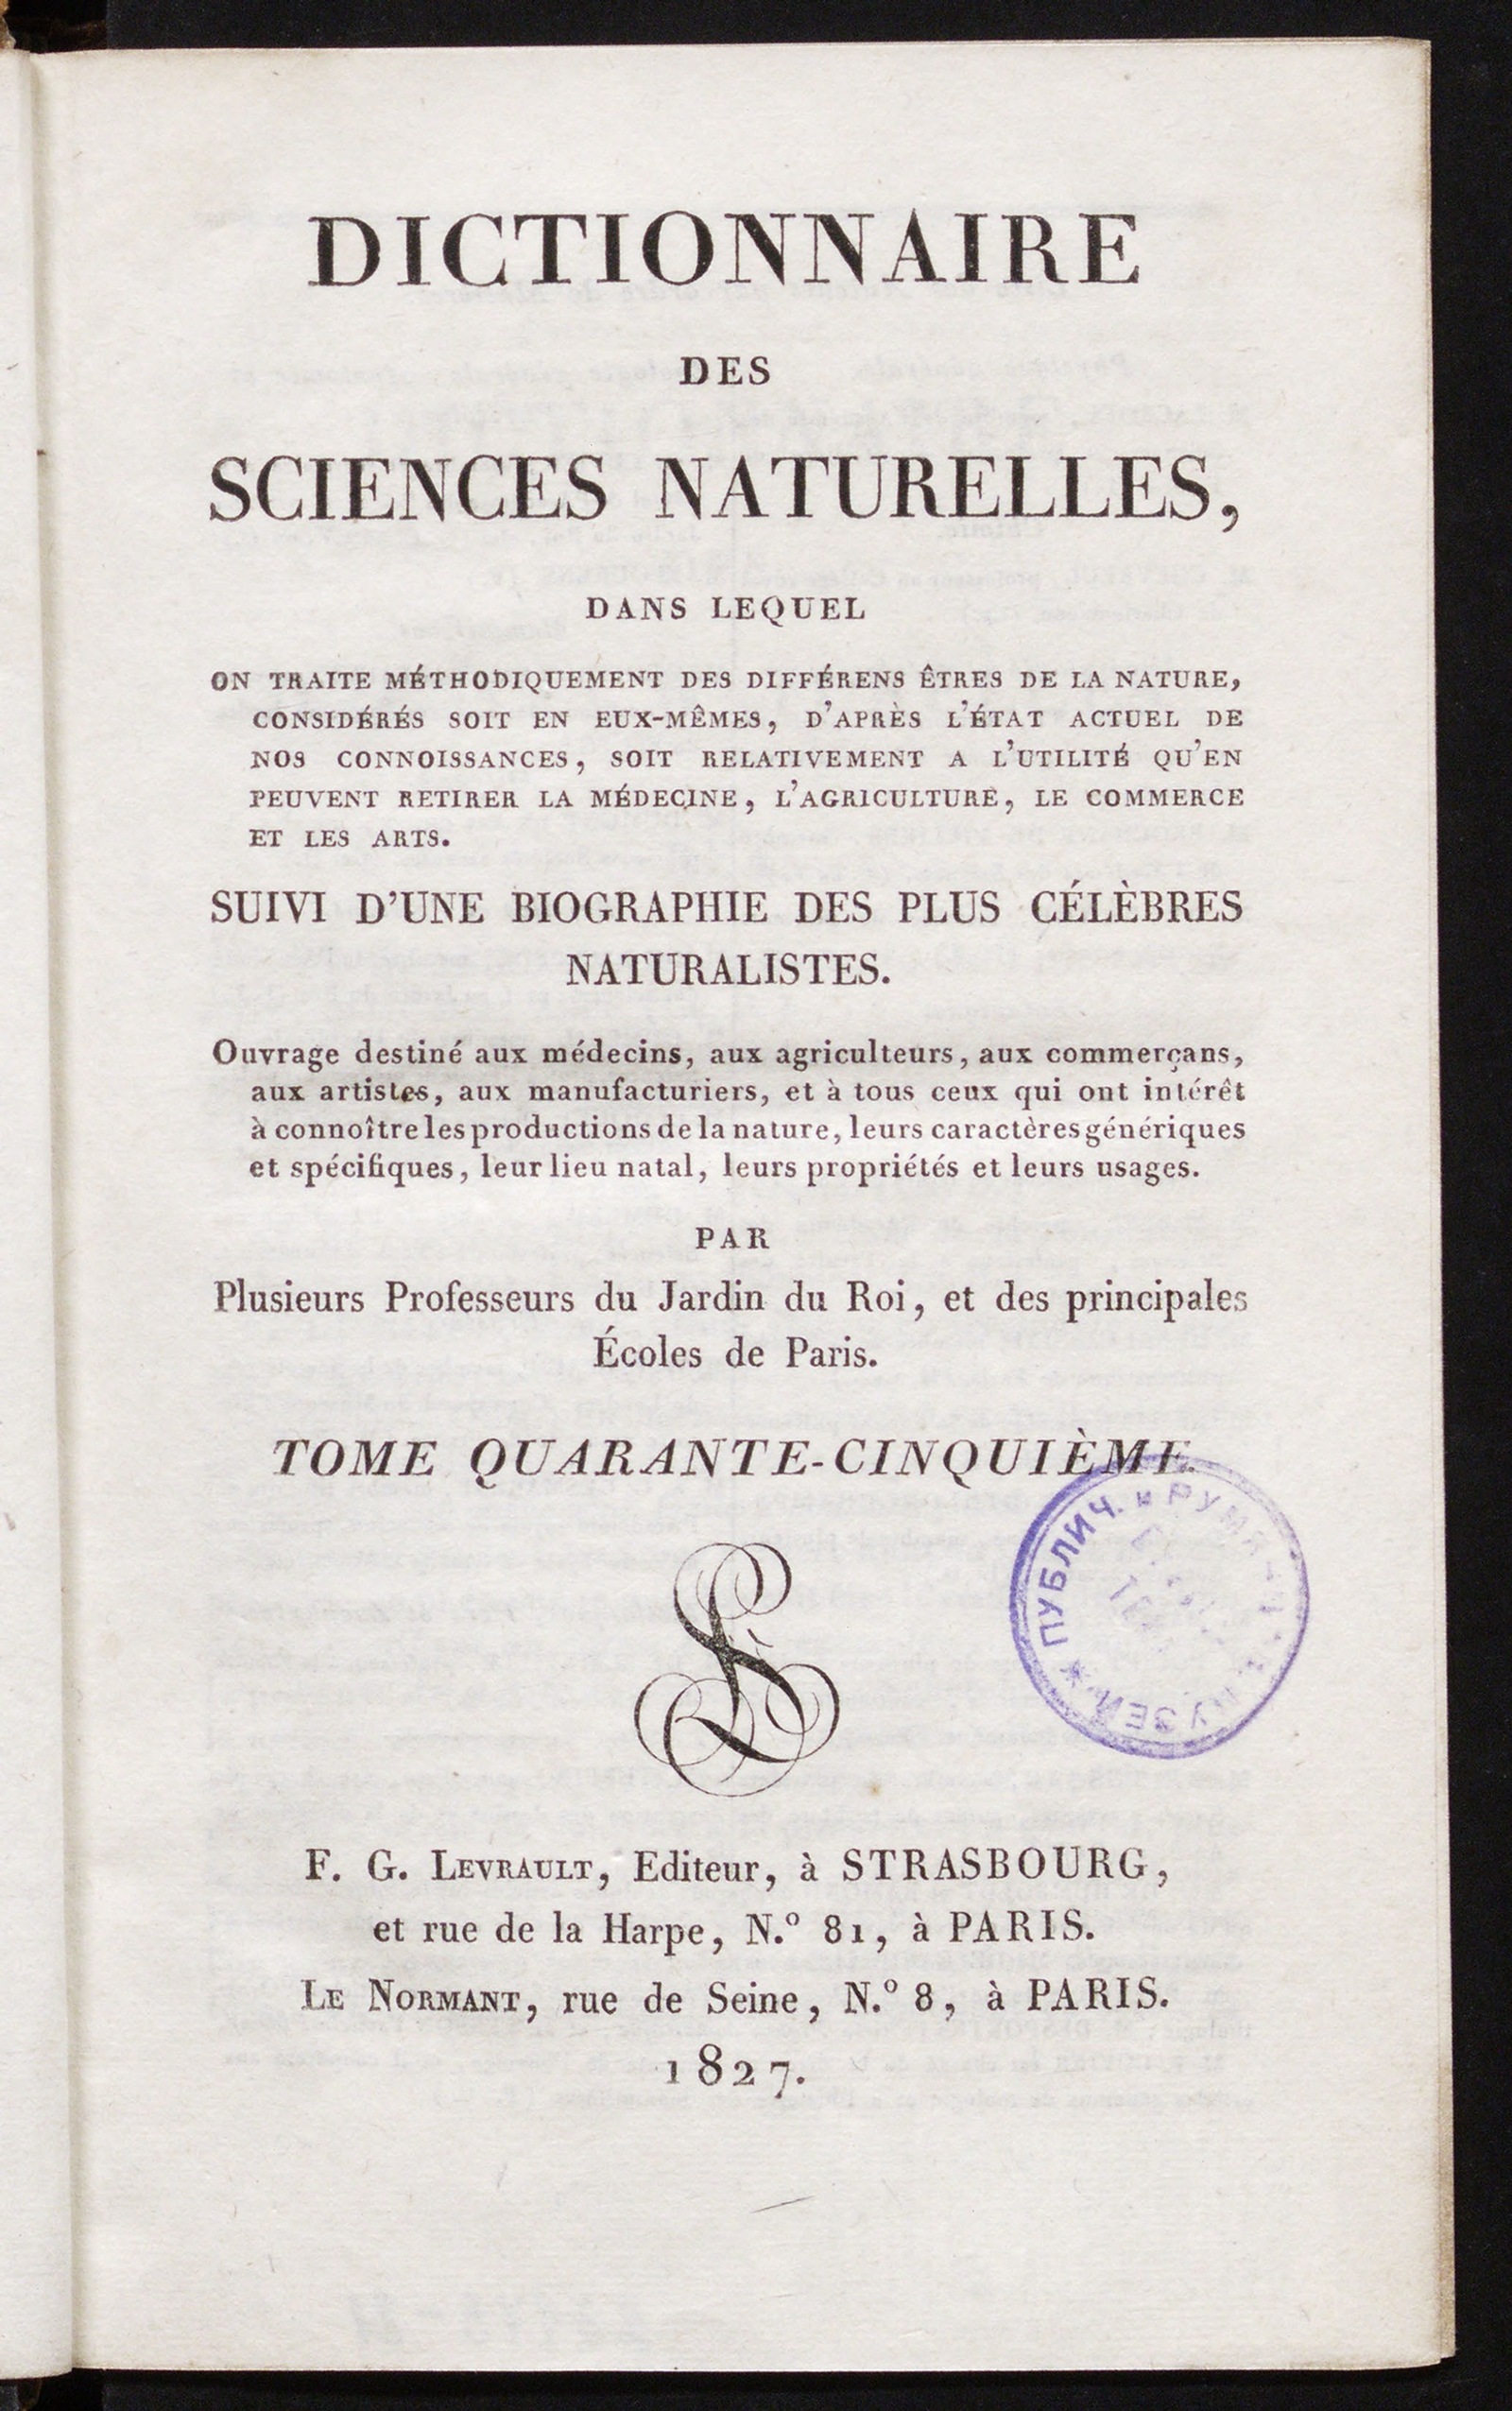 DICTIONNAIRE
DES
SCIENCES NATURELLES,
DANS LEQUEL
ON TRAITE MÉTHODIQUEMENT DES DIFFÉRENS ÊTRES DE LA NATURE,
CONSIDÉRÉS SOIT EN EUX-MÊMES, D'APRÈS L'ÉTAT ACTUEL DE
NOS CONNOISSANCES, SOIT RELATIVEMENT A L'UTILITÉ QU'EN
PEUVENT RETIRER LA MÉDECINE, L'AGRICULTURE, LE COMMERCE
ET LES ARTS.
SUIVI D'UNE BIOGRAPHIE DES PLUS CÉLÈBRES
NATURALISTES.
Ouvrage destiné aux médecins, aux agriculteurs, aux commerçans,
aux artistes, aux manufacturiers, et à tous ceux qui ont intérêt
à connoître les productions de la nature, leurs caractères génériques
et spécifiques, leur lieu natal, leurs propriétés et leurs usages.
PAR
Plusieurs Professeurs du Jardin du Roi, et des principales
Écoles de Paris.
TOME QUARANTE-CINQUIÈME.
ПУБЛИЧ. и
F. G. LEVRAULT, Editeur, à STRASBOURG,
et rue de la Harpe, N.º 81, à PARIS.
LE NORMANT, rue de Seine, N.º 8, à PARIS.
1827.